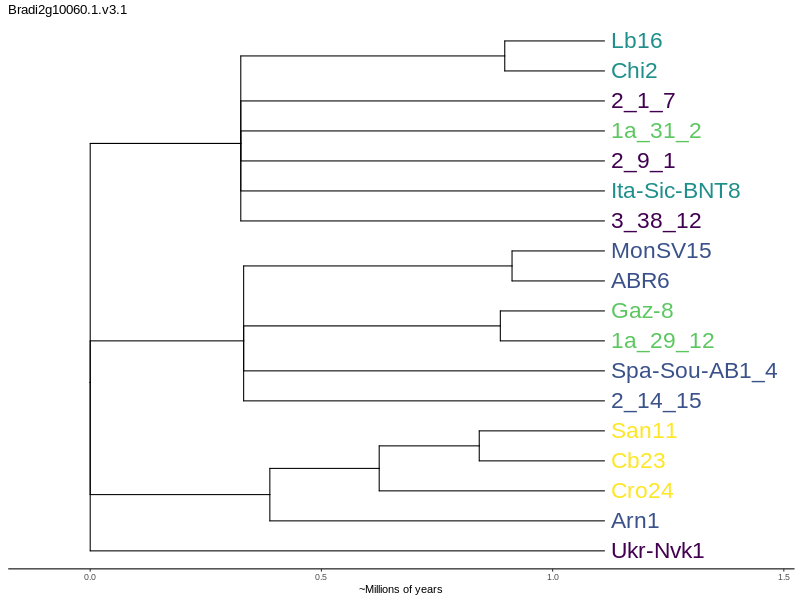 Bradi2g10060.1.v3.1
Lb16
Chi2
2_1_7
1a_31_2
2_9_1
Ita-Sic-BNT8
3_38_12
MonSV15
ABR6
Gaz-8
1a_29_12
Spa-Sou-AB1_4
2_14_15
San11
Cb23
Cro24
Arn1
Ukr-Nvk1
0.0 0.5 1.0 1.5
~Millions of years